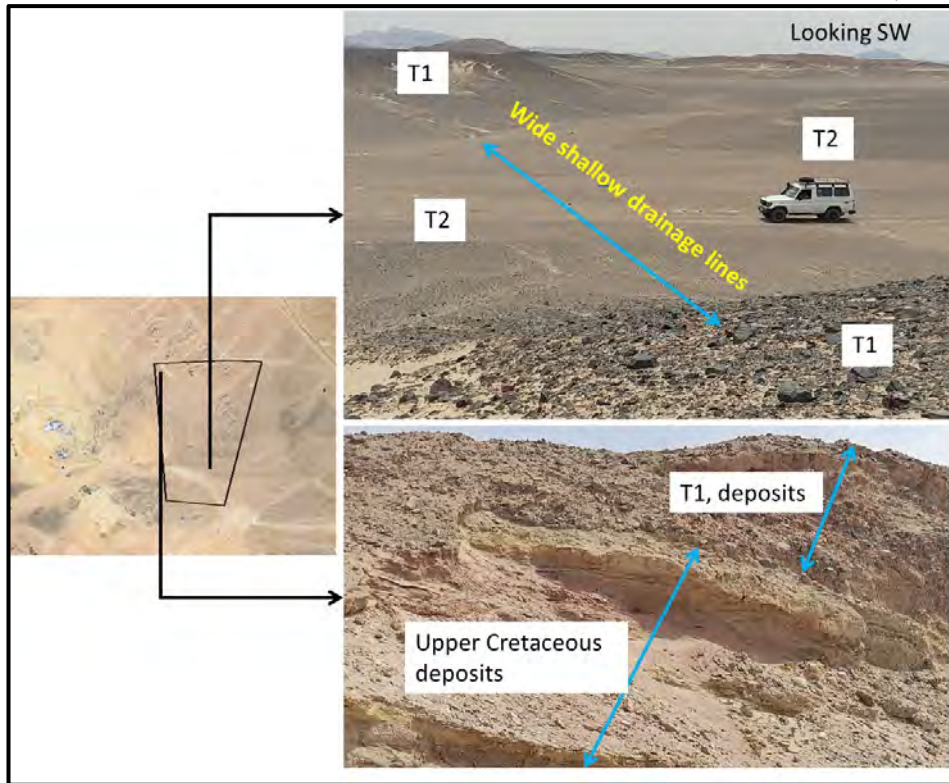 Looking SW
T1
Wide shallow drainage lines
T2
T2
T1
T1, deposits
Upper Cretaceous
deposits